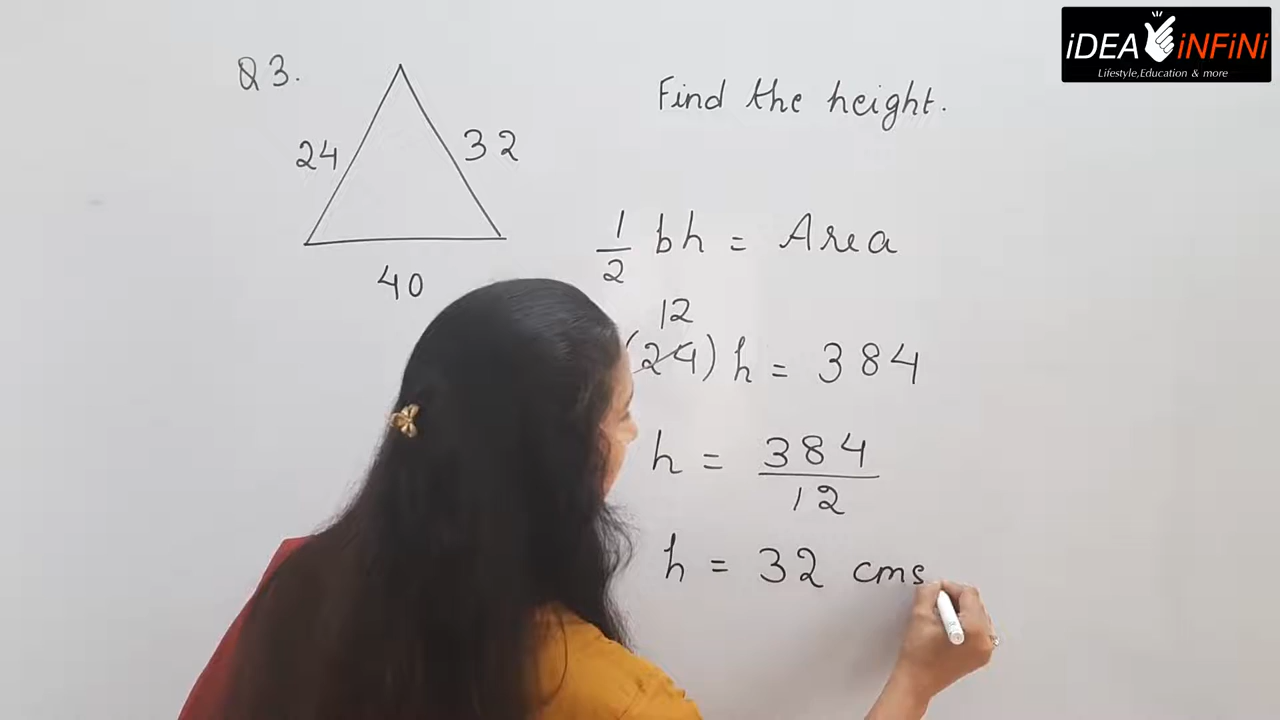 iDEA iNFiNi
Lifestyle,Education & more
Q 3.
Find the height.
24
32
40
1/2 bh = Area
12
(24) h = 384
h = 384/12
h = 32 cms